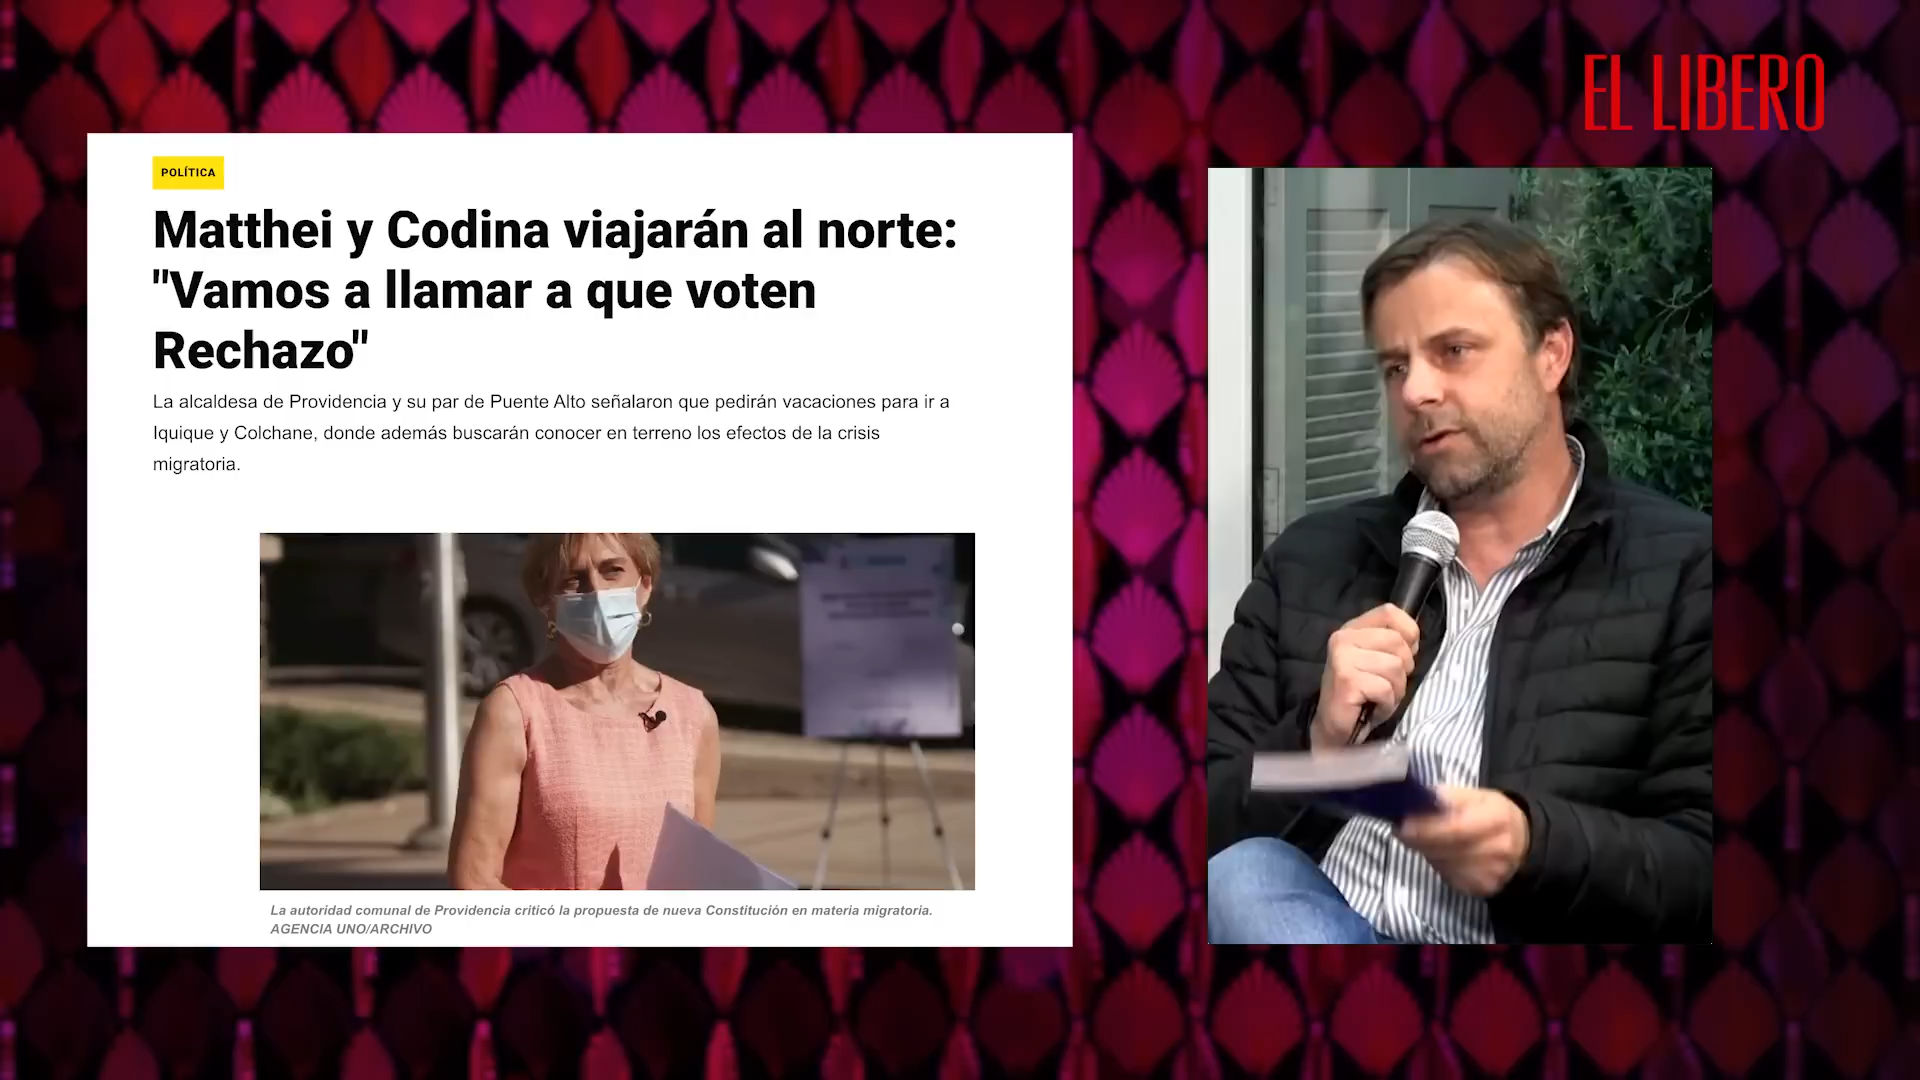 EL LIBERO
POLÍTICA
Matthei y Codina viajarán al norte:
"Vamos a llamar a que voten
Rechazo"
La alcaldesa de Providencia y su par de Puente Alto señalaron que pedirán vacaciones para ir a
Iquique y Colchane, donde además buscarán conocer en terreno los efectos de la crisis
migratoria.
La autoridad comunal de Providencia criticó la propuesta de nueva Constitución en materia migratoria.
AGENCIA UNO/ARCHIVO